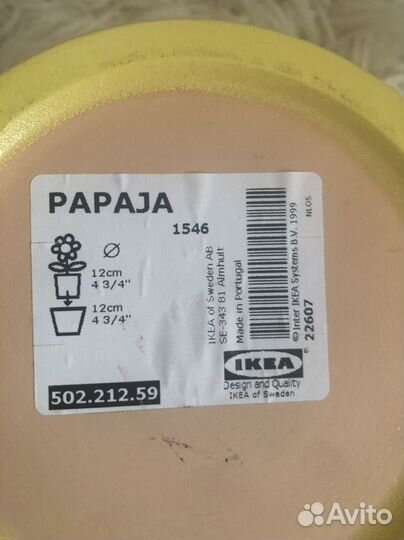 PAPAJA
1546
Ø
12cm
4 3/4"
12cm
4 3/4"
502.212.59
IKEA of Sweden AB
SE-343 81 Älmhult
Made in Portugal
© Inter IKEA Systems B.V. 1999
22607
NL05
IKEA®
Design and Quality
IKEA of Sweden
Avito